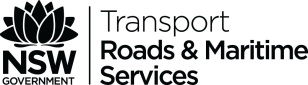 NSW
GOVERNMENT
Transport
Roads & Maritime
Services